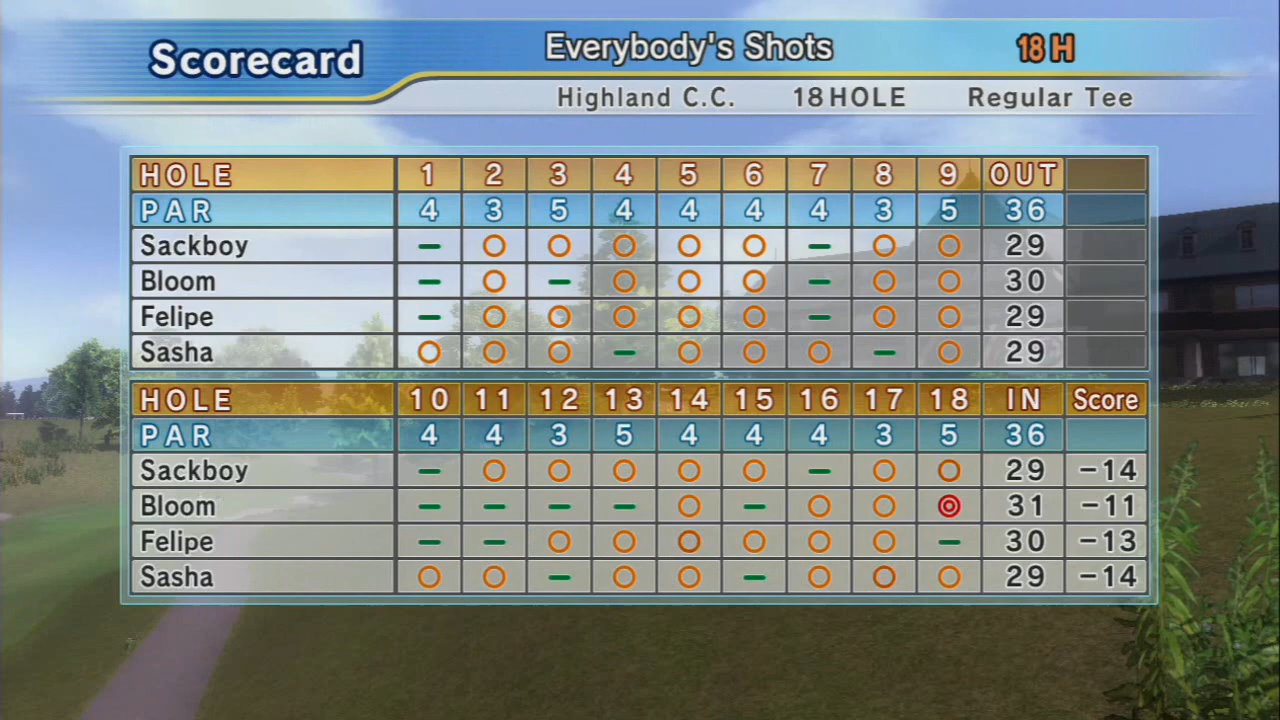 Scorecard
Everybody's Shots
18 H
Highland C.C. 18 HOLE Regular Tee
HOLE 1 2 3 4 5 6 7 8 9 OUT
PAR 4 3 5 4 4 4 4 3 5 36
Sackboy – ○ ○ ○ ○ ○ – ○ ○ 29
Bloom – ○ – ○ ○ ○ – ○ ○ 30
Felipe – ○ ○ ○ ○ ○ – ○ ○ 29
Sasha ○ ○ ○ – ○ ○ ○ – ○ 29
HOLE 10 11 12 13 14 15 16 17 18 IN Score
PAR 4 4 3 5 4 4 4 3 5 36
Sackboy – ○ ○ ○ ○ ○ – ○ ○ 29 −14
Bloom – – – – ○ – ○ ○ ◎ 31 −11
Felipe – – ○ ○ ○ ○ ○ ○ – 30 −13
Sasha ○ ○ – ○ ○ – ○ ○ ○ 29 −14